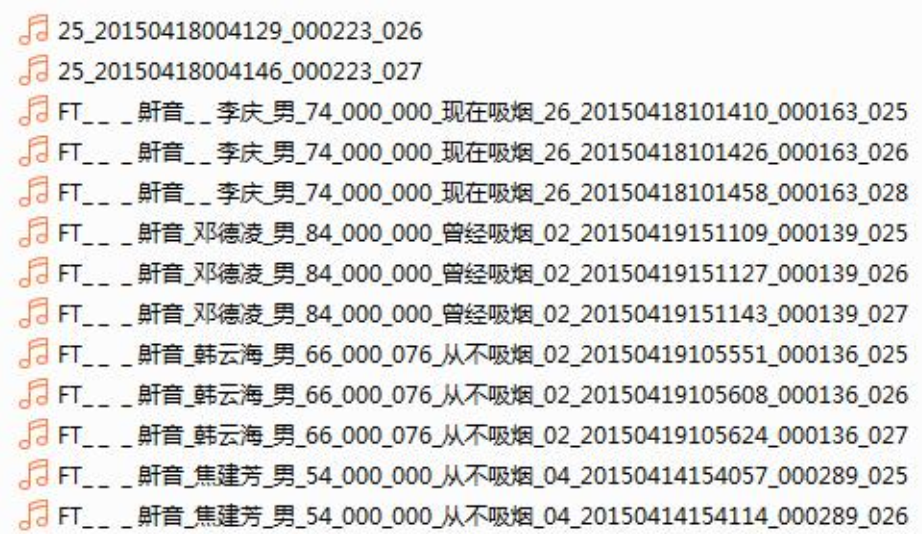 25_20150418004129_000223_026
25_20150418004146_000223_027
FT_ _ _ 鼾音_ _ 李庆_男_74_000_000_现在吸烟_26_20150418101410_000163_025
FT_ _ _ 鼾音_ _ 李庆_男_74_000_000_现在吸烟_26_20150418101426_000163_026
FT_ _ _ 鼾音_ _ 李庆_男_74_000_000_现在吸烟_26_20150418101458_000163_028
FT_ _ _ 鼾音_邓德凌_男_84_000_000_曾经吸烟_02_20150419151109_000139_025
FT_ _ _ 鼾音_邓德凌_男_84_000_000_曾经吸烟_02_20150419151127_000139_026
FT_ _ _ 鼾音_邓德凌_男_84_000_000_曾经吸烟_02_20150419151143_000139_027
FT_ _ _ 鼾音_韩云海_男_66_000_076_从不吸烟_02_20150419105551_000136_025
FT_ _ _ 鼾音_韩云海_男_66_000_076_从不吸烟_02_20150419105608_000136_026
FT_ _ _ 鼾音_韩云海_男_66_000_076_从不吸烟_02_20150419105624_000136_027
FT_ _ _ 鼾音_焦建芳_男_54_000_000_从不吸烟_04_20150414154057_000289_025
FT_ _ _ 鼾音_焦建芳_男_54_000_000_从不吸烟_04_20150414154114_000289_026